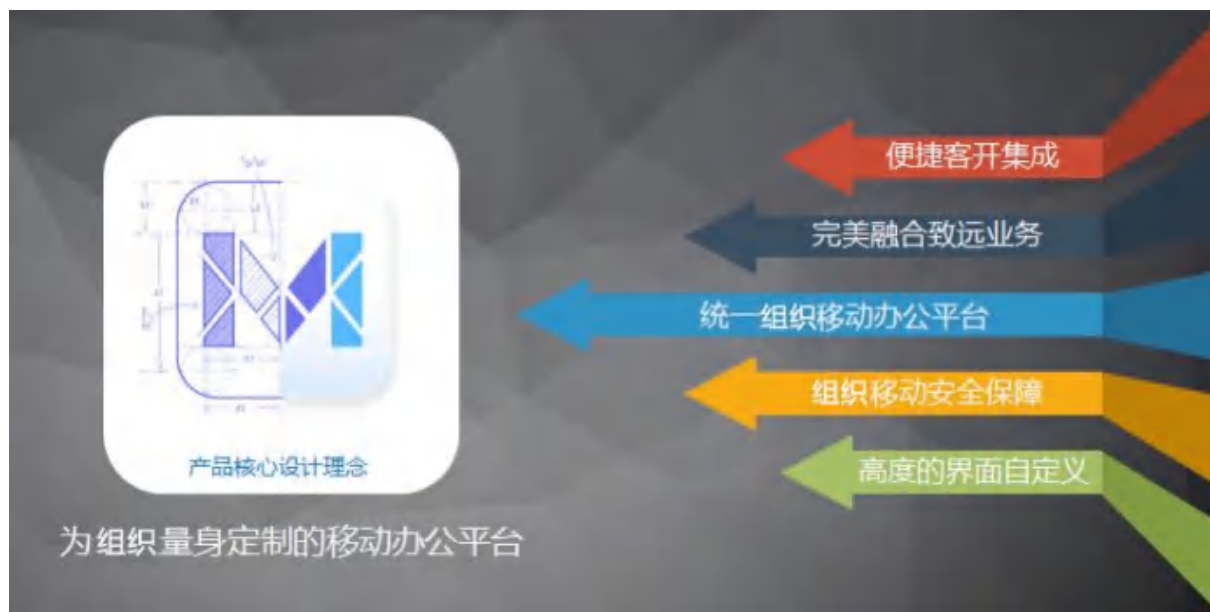 产品核心设计理念
为组织量身定制的移动办公平台
便捷客开集成
完美融合致远业务
统一组织移动办公平台
组织移动安全保障
高度的界面自定义